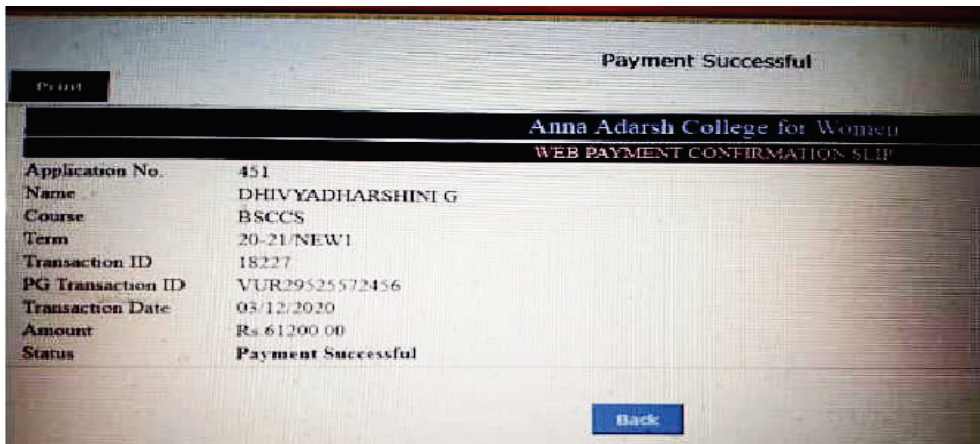 Payment Successful
Print
Anna Adarsh College for Women
WEB PAYMENT CONFIRMATION SLIP
Application No. 451
Name DHIVYADHARSHINI G
Course BSCCS
Term 20-21/NEW1
Transaction ID 18227
PG Transaction ID VUR29525572456
Transaction Date 03/12/2020
Amount Rs.61200.00
Status Payment Successful
Back